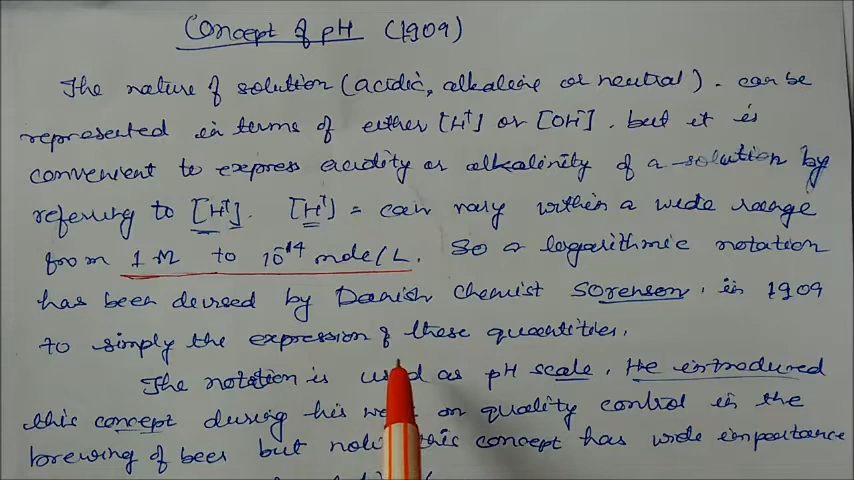 Concept of pH (1909)
The nature of solution (acidic, alkaline or neutral). can be
represented in terms of either [H⁺] or [OH⁻]. but it is
convenient to express acidity or alkalinity of a solution by
referring to [H⁺]. [H⁺] = can vary within a wide range
from 1 M to 10⁻¹⁴ mole/L. So a logarithmic notation
has been devised by Danish Chemist Sorenson. in 1909
to simply the expression of these quantities.
The notation is used as pH scale. He introduced
this concept during his on quality control in the
brewing of beer but now this concept has wide importance